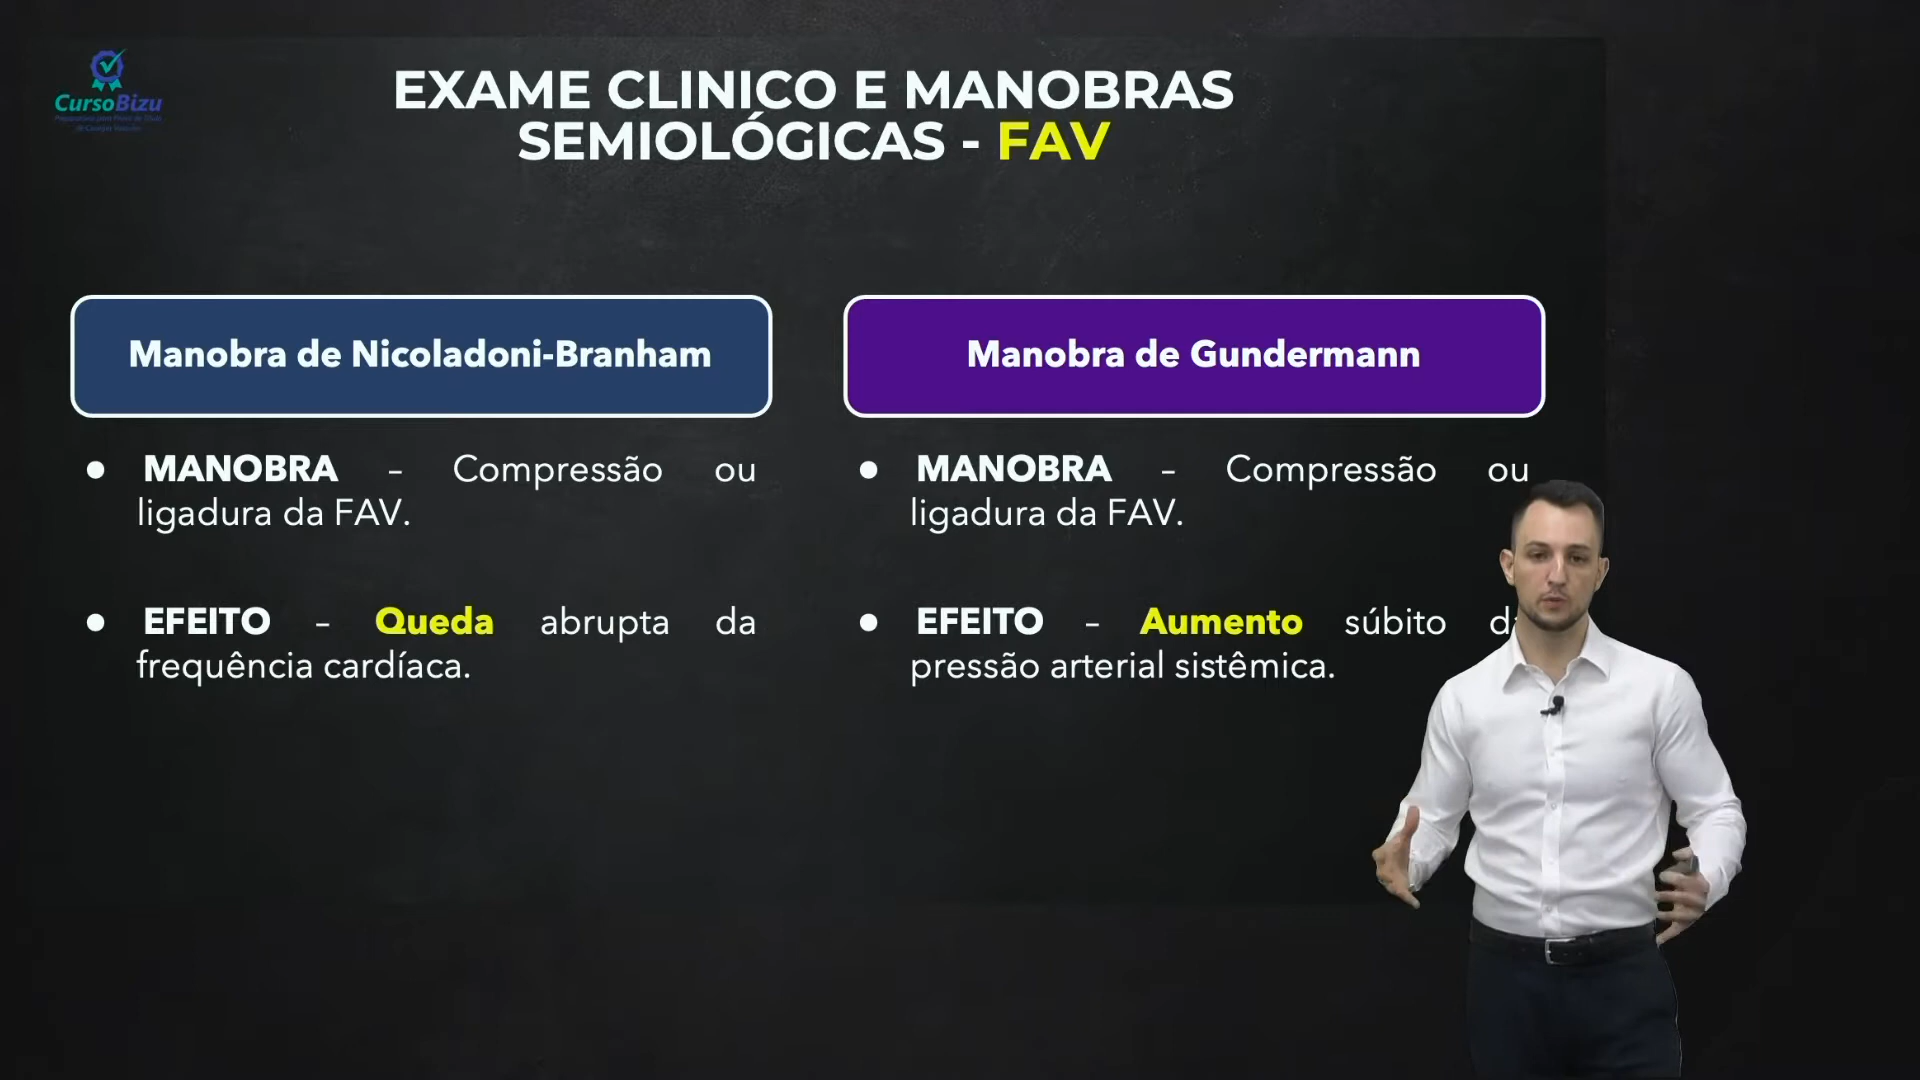 CursoBizu
EXAME CLINICO E MANOBRAS
SEMIOLÓGICAS - FAV
Manobra de Nicoladoni-Branham
● MANOBRA – Compressão ou
ligadura da FAV.
● EFEITO – Queda abrupta da
frequência cardíaca.
Manobra de Gundermann
● MANOBRA – Compressão ou
ligadura da FAV.
● EFEITO – Aumento súbito
pressão arterial sistêmica.